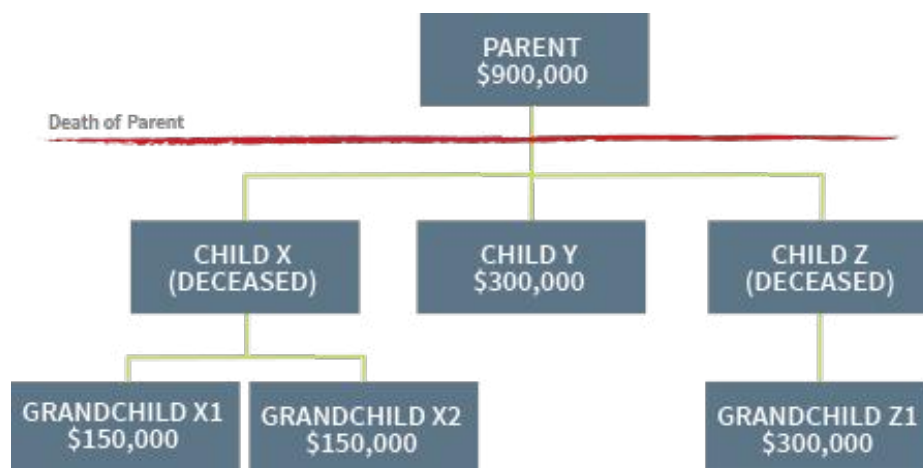 PARENT
$900,000
Death of Parent
CHILD X
(DECEASED)
CHILD Y
$300,000
CHILD Z
(DECEASED)
GRANDCHILD X1
$150,000
GRANDCHILD X2
$150,000
GRANDCHILD Z1
$300,000